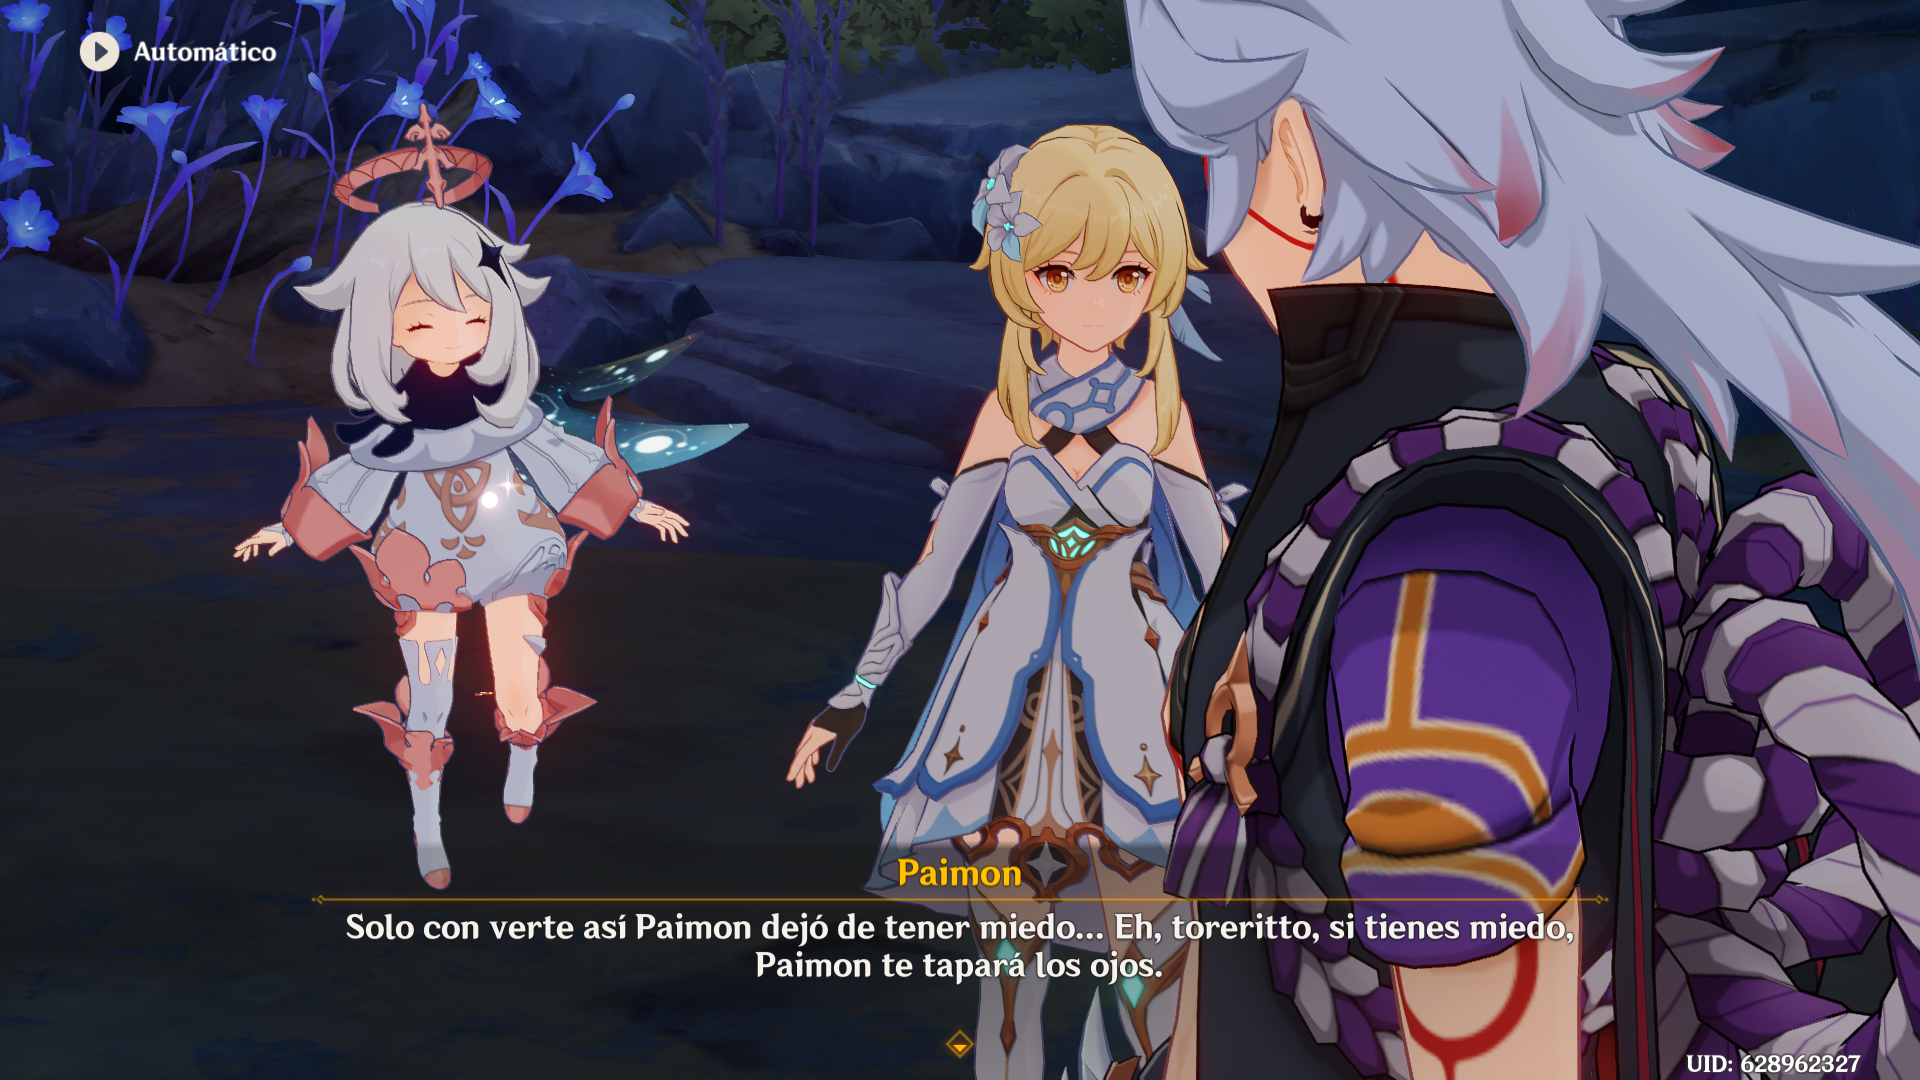 Automático
Paimon
Solo con verte así Paimon dejó de tener miedo... Eh, toreritto, si tienes miedo,
Paimon te tapará los ojos.
UID: 628962327